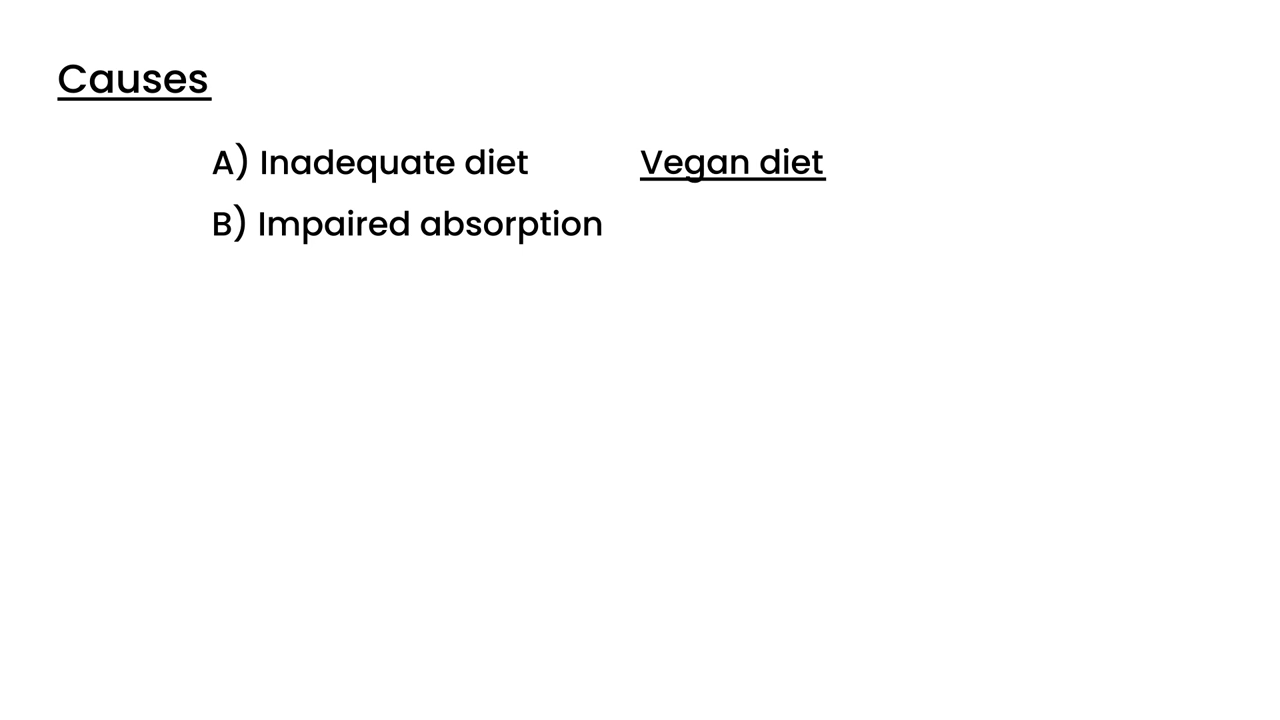 Causes
A) Inadequate diet Vegan diet
B) Impaired absorption